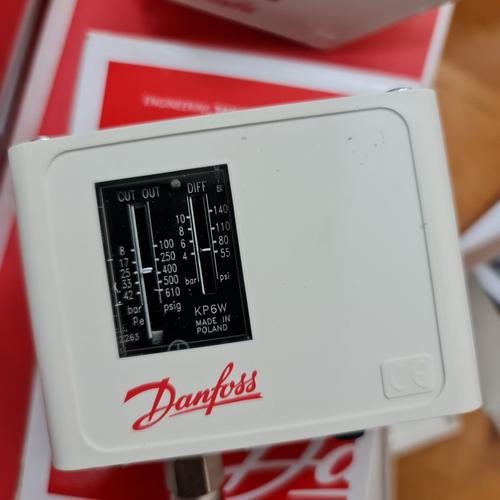 CUT OUT
DIFF
8
17
25
33
42
bar
Pe
100
250
400
500
610
psig
10
8
6
4
bar
140
110
80
55
psi
KP6W
MADE IN
POLAND
Danfoss
CE